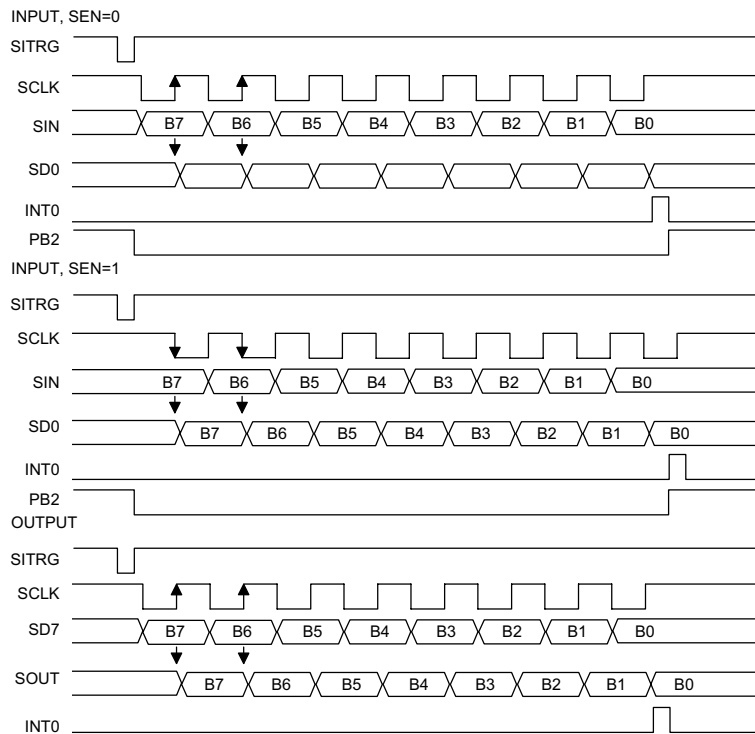 INPUT, SEN=0
SITRG
SCLK
SIN B7 B6 B5 B4 B3 B2 B1 B0
SD0
INT0
PB2
INPUT, SEN=1
SITRG
SCLK
SIN B7 B6 B5 B4 B3 B2 B1 B0
SD0 B7 B6 B5 B4 B3 B2 B1 B0
INT0
PB2
OUTPUT
SITRG
SCLK
SD7 B7 B6 B5 B4 B3 B2 B1 B0
SOUT B7 B6 B5 B4 B3 B2 B1 B0
INT0